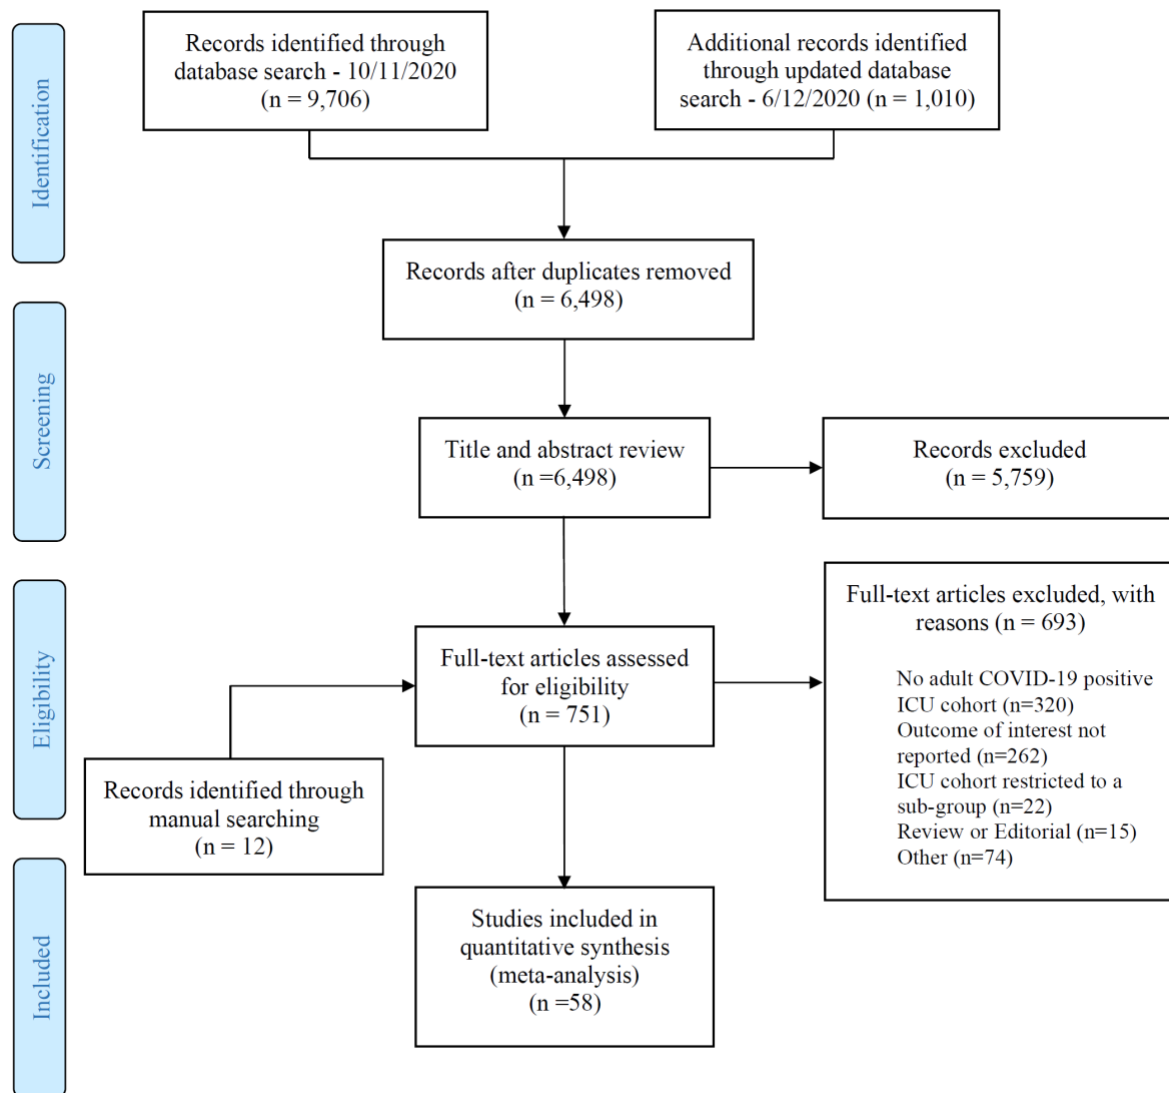 Identification
Records identified through
database search - 10/11/2020
(n = 9,706)
Additional records identified
through updated database
search - 6/12/2020 (n = 1,010)
Records after duplicates removed
(n = 6,498)
Screening
Title and abstract review
(n =6,498)
Records excluded
(n = 5,759)
Eligibility
Full-text articles assessed
for eligibility
(n = 751)
Full-text articles excluded, with
reasons (n = 693)
No adult COVID-19 positive
ICU cohort (n=320)
Outcome of interest not
reported (n=262)
ICU cohort restricted to a
sub-group (n=22)
Review or Editorial (n=15)
Other (n=74)
Records identified through
manual searching
(n = 12)
Included
Studies included in
quantitative synthesis
(meta-analysis)
(n =58)